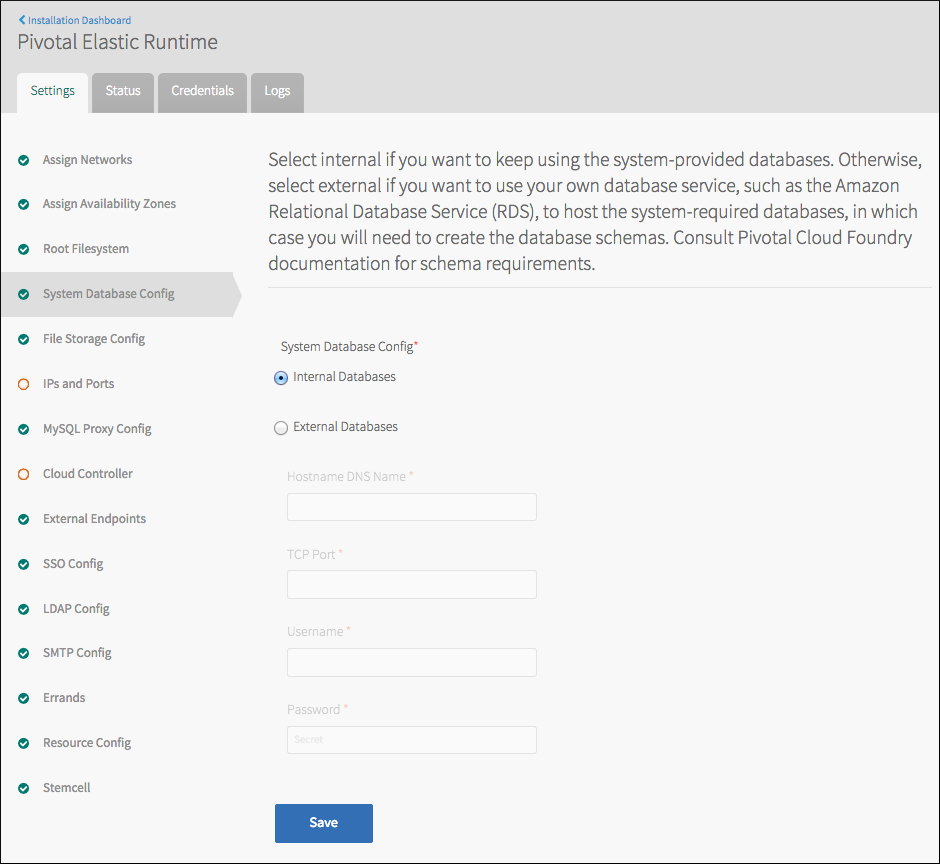 Installation Dashboard
Pivotal Elastic Runtime
Settings
Status
Credentials
Logs
Assign Networks
Assign Availability Zones
Root Filesystem
System Database Config
File Storage Config
IPs and Ports
MySQL Proxy Config
Cloud Controller
External Endpoints
SSO Config
LDAP Config
SMTP Config
Errands
Resource Config
Stemcell
Select internal if you want to keep using the system-provided databases. Otherwise,
select external if you want to use your own database service, such as the Amazon
Relational Database Service (RDS), to host the system-required databases, in which
case you will need to create the database schemas. Consult Pivotal Cloud Foundry
documentation for schema requirements.
System Database Config*
Internal Databases
External Databases
Hostname DNS Name *
TCP Port *
Username *
Password *
Secret
Save